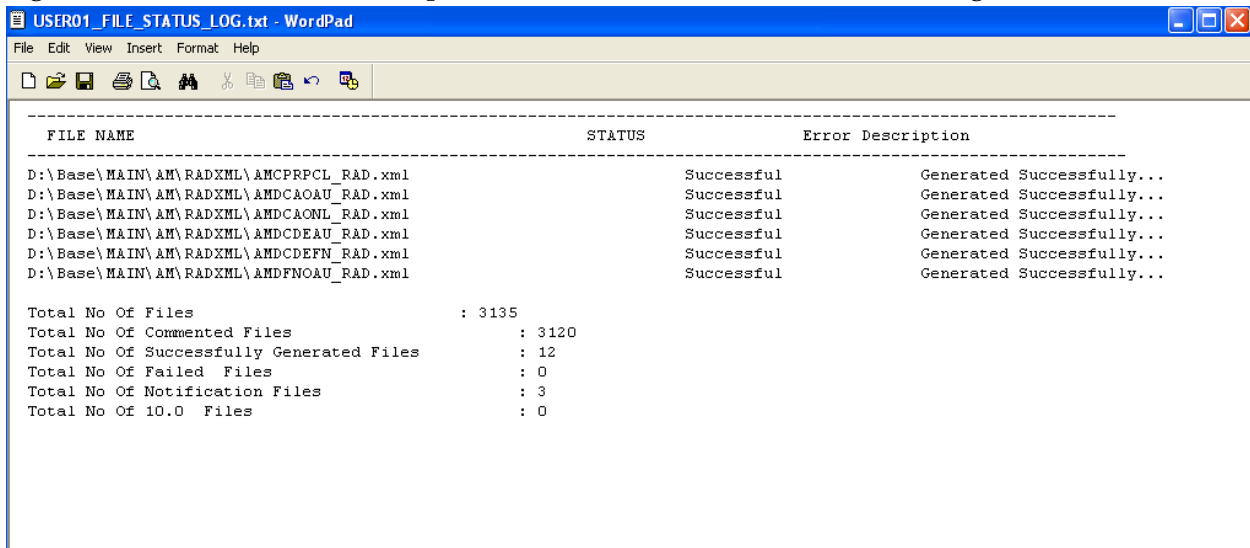 USER01_FILE_STATUS_LOG.txt - WordPad
File Edit View Insert Format Help
FILE NAME STATUS Error Description
D:\Base\MAIN\AM\RADXML\AMCPRPCL_RAD.xml Successful Generated Successfully...
D:\Base\MAIN\AM\RADXML\AMDCAOAU_RAD.xml Successful Generated Successfully...
D:\Base\MAIN\AM\RADXML\AMDCAONL_RAD.xml Successful Generated Successfully...
D:\Base\MAIN\AM\RADXML\AMDCDEAU_RAD.xml Successful Generated Successfully...
D:\Base\MAIN\AM\RADXML\AMDCDEFN_RAD.xml Successful Generated Successfully...
D:\Base\MAIN\AM\RADXML\AMDFNOAU_RAD.xml Successful Generated Successfully...
Total No Of Files : 3135
Total No Of Commented Files : 3120
Total No Of Successfully Generated Files : 12
Total No Of Failed Files : 0
Total No Of Notification Files : 3
Total No Of 10.0 Files : 0